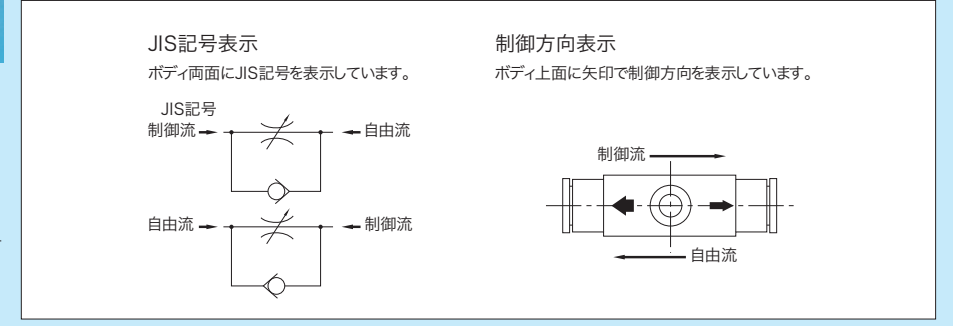 JIS記号表示
ボディ両面にJIS記号を表示しています。
JIS記号
制御流
自由流
自由流
制御流
制御方向表示
ボディ上面に矢印で制御方向を表示しています。
制御流
自由流